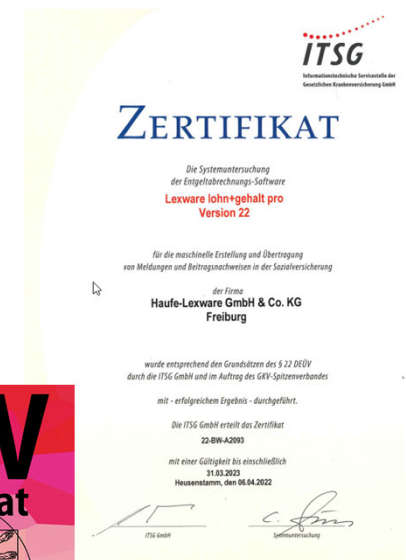 ITSG
Informationstechnische Servicestelle der
Gesetzlichen Krankenversicherung GmbH
ZERTIFIKAT
Die Systemuntersuchung
der Entgeltabrechnungs-Software
Lexware lohn+gehalt pro
Version 22
für die maschinelle Erstellung und Übertragung
von Meldungen und Beitragsnachweisen in der Sozialversicherung
der Firma
Haufe-Lexware GmbH & Co. KG
Freiburg
wurde entsprechend den Grundsätzen des § 22 DEÜV
durch die ITSG GmbH und im Auftrag des GKV-Spitzenverbandes
mit - erfolgreichem Ergebnis - durchgeführt.
Die ITSG GmbH erteilt das Zertifikat
22-BW-A2093
mit einer Gültigkeit bis einschließlich
31.03.2023
Heusenstamm, den 06.04.2022
ITSG GmbH
Systemuntersuchung
V
at